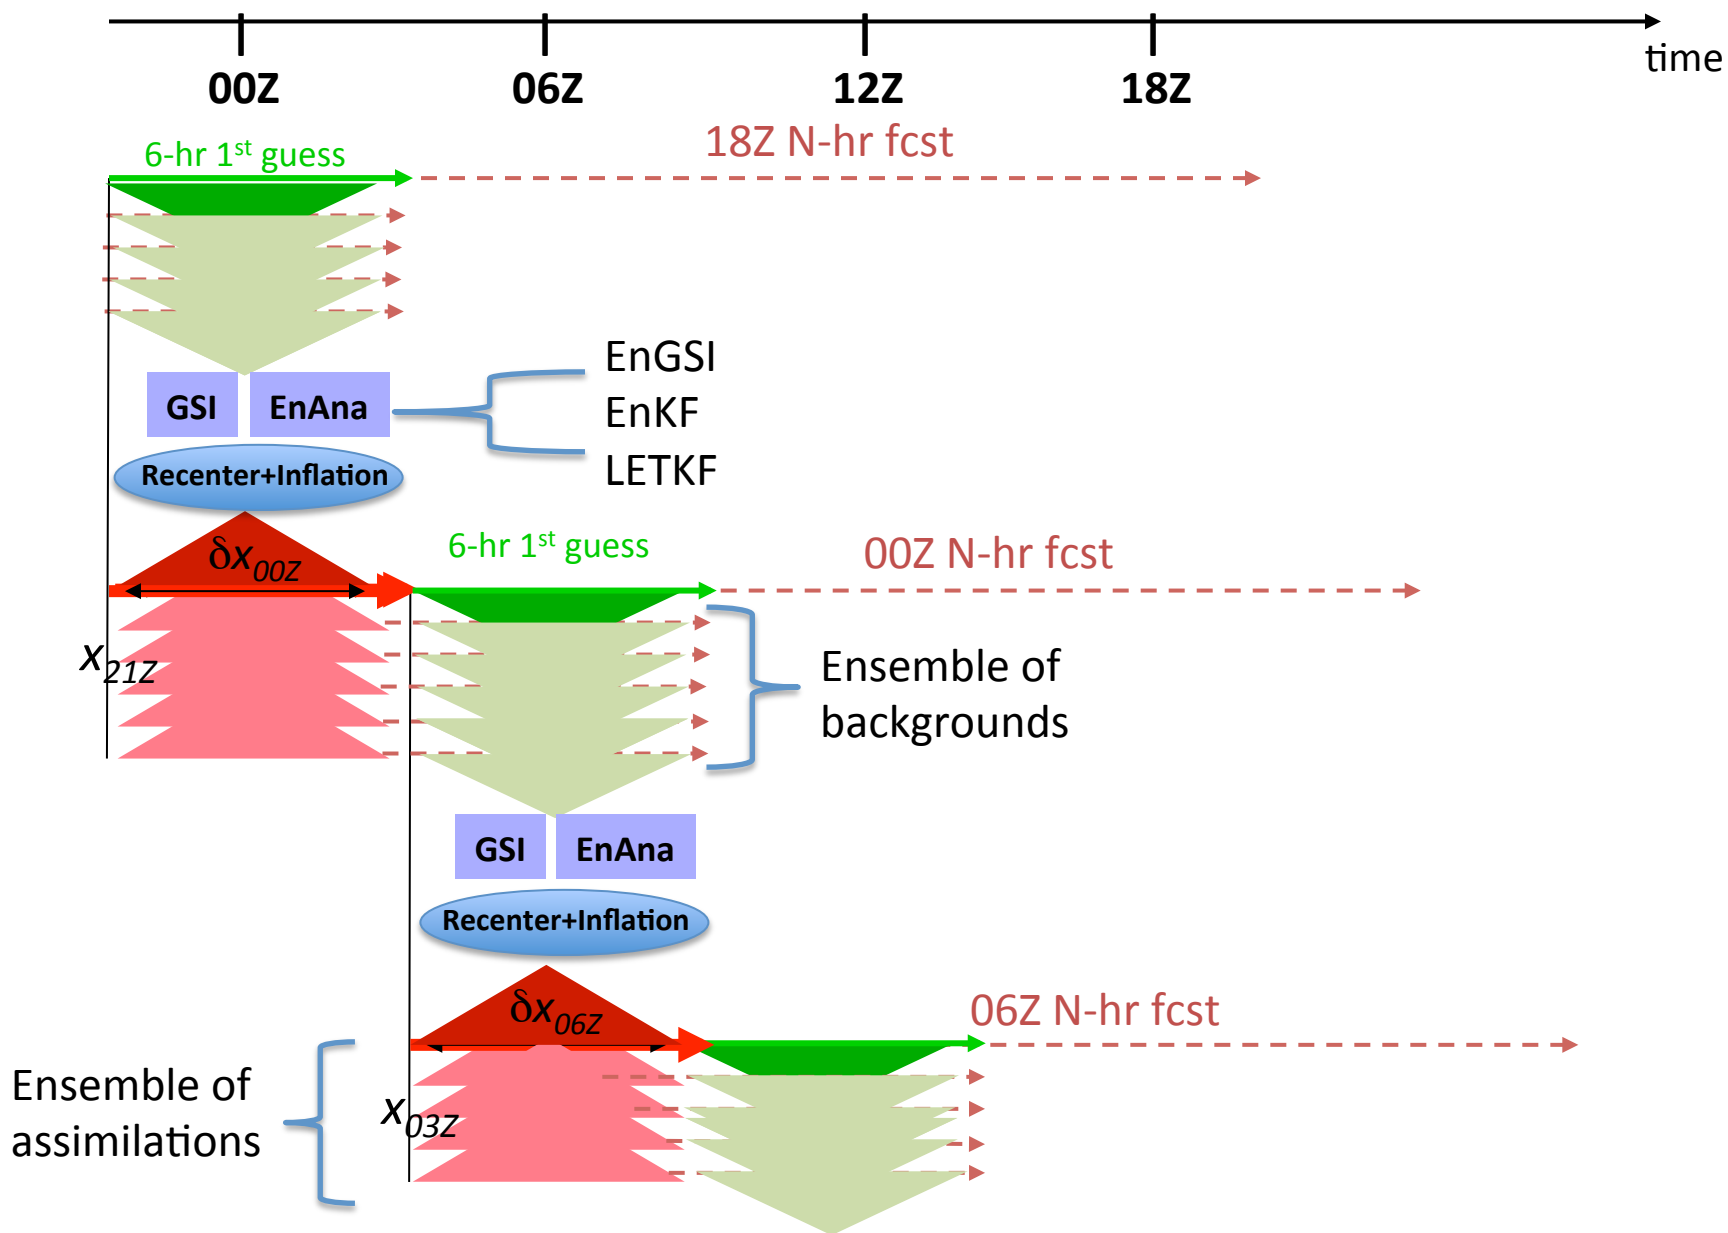 time
00Z 06Z 12Z 18Z
6-hr 1st guess
18Z N-hr fcst
GSI EnAna
EnGSI
EnKF
LETKF
Recenter+Inflation
δx00Z
6-hr 1st guess
00Z N-hr fcst
x21Z
Ensemble of
backgrounds
GSI EnAna
Recenter+Inflation
δx06Z
06Z N-hr fcst
Ensemble of
assimilations
x03Z